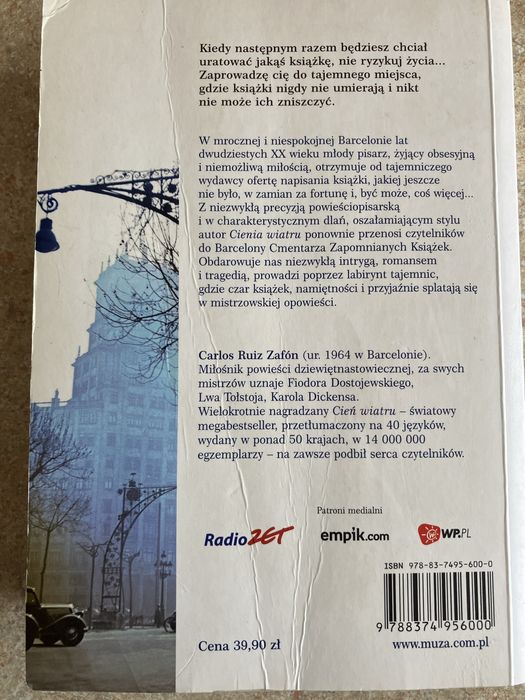 Kiedy następnym razem będziesz chciał
uratować jakąś książkę, nie ryzykuj życia...
Zaprowadzę cię do tajemnego miejsca,
gdzie książki nigdy nie umierają i nikt
nie może ich zniszczyć.
W mrocznej i niespokojnej Barcelonie lat
dwudziestych XX wieku młody pisarz, żyjący obsesyjną
i niemożliwą miłością, otrzymuje od tajemniczego
wydawcy ofertę napisania książki, jakiej jeszcze
nie było, w zamian za fortunę i, być może, coś więcej...
Z niezwykłą precyzją powieściopisarską
i w charakterystycznym dlań, oszałamiającym stylu
autor Cienia wiatru ponownie przenosi czytelników
do Barcelony Cmentarza Zapomnianych Książek.
Obdarowuje nas niezwykłą intrygą, romansem
i tragedią, prowadzi poprzez labirynt tajemnic,
gdzie czar książek, namiętności i przyjaźnie splatają się
w mistrzowskiej opowieści.
Carlos Ruiz Zafón (ur. 1964 w Barcelonie).
Miłośnik powieści dziewiętnastowiecznej, za swych
mistrzów uznaje Fiodora Dostojewskiego,
Lwa Tołstoja, Karola Dickensa.
Wielokrotnie nagradzany Cień wiatru – światowy
megabestseller, przetłumaczony na 40 języków,
wydany w ponad 50 krajach, w 14 000 000
egzemplarzy – na zawsze podbił serca czytelników.
Patroni medialni
Radio ZET
empik.com
WP.PL
ISBN 978-83-7495-600-0
9 788374 956000
Cena 39,90 zł
www.muza.com.pl